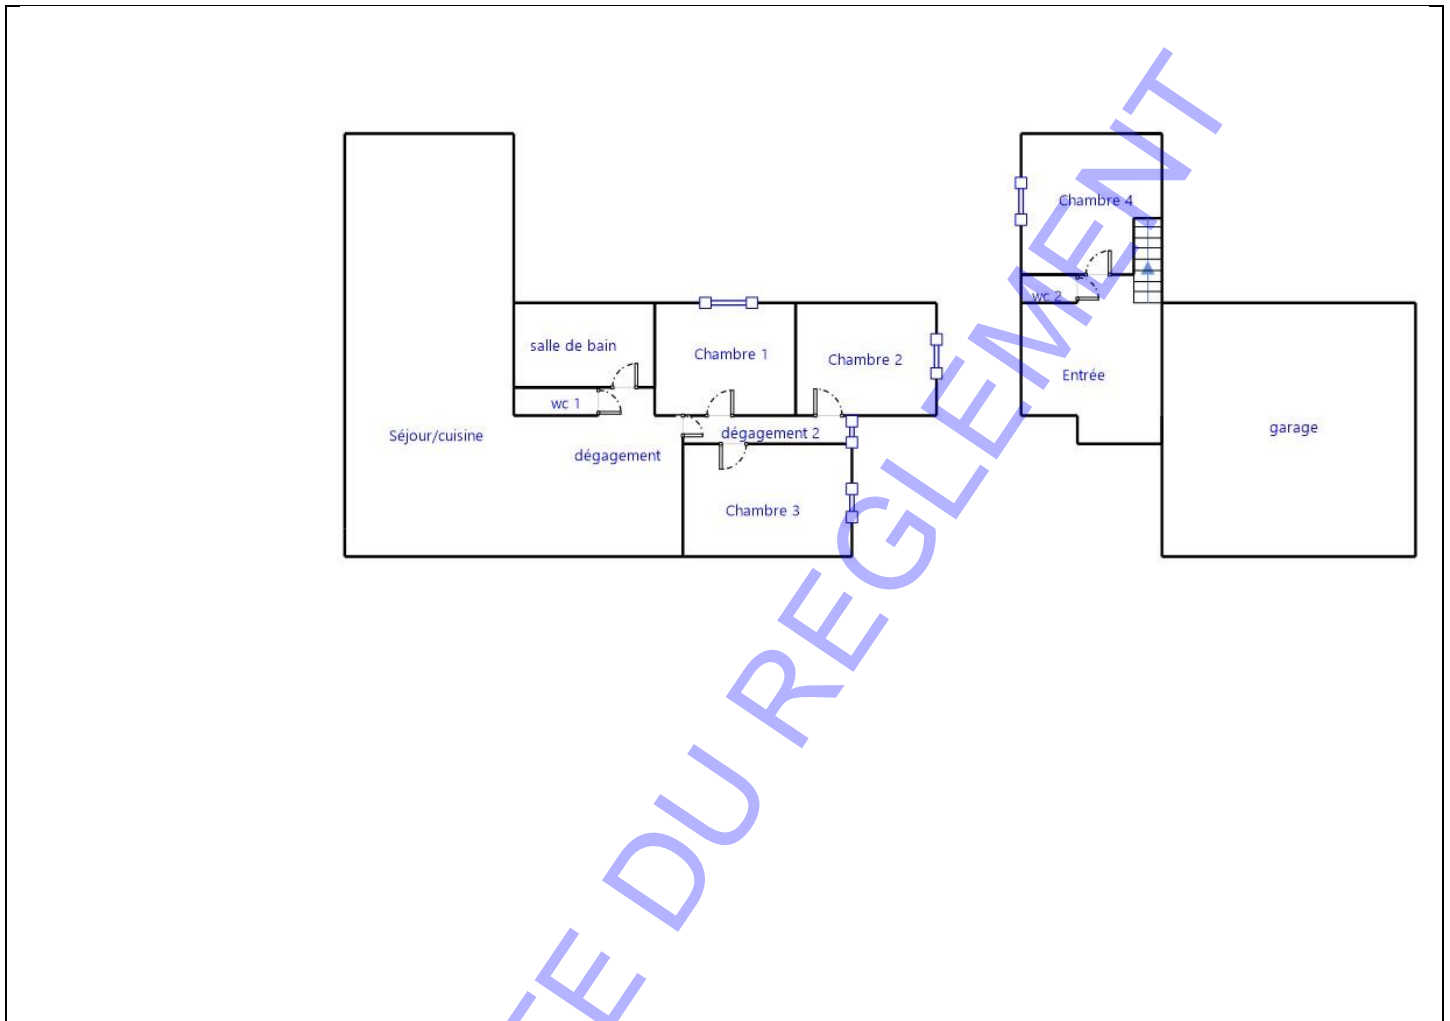 Chambre 4
wc 2
salle de bain
Chambre 1
Chambre 2
Entrée
wc 1
garage
Séjour/cuisine
dégagement
dégagement 2
Chambre 3
TE DU REGLEMENT